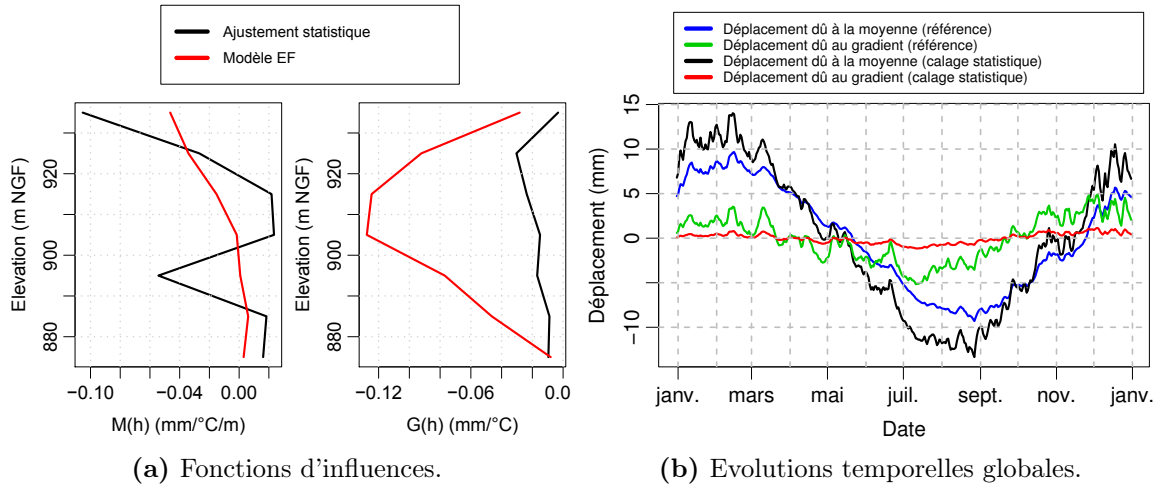 Ajustement statistique
Modèle EF
Elevation (m NGF)
880
900
920
−0.10
−0.04
0.00
M(h) (mm/°C/m)
Elevation (m NGF)
880
900
920
−0.12
−0.06
0.00
G(h) (mm/°C)
(a) Fonctions d'influences.
Déplacement dû à la moyenne (référence)
Déplacement dû au gradient (référence)
Déplacement dû à la moyenne (calage statistique)
Déplacement dû au gradient (calage statistique)
Déplacement (mm)
15
10
5
0
−10
janv.
mars
mai
juil.
sept.
nov.
janv.
Date
(b) Evolutions temporelles globales.